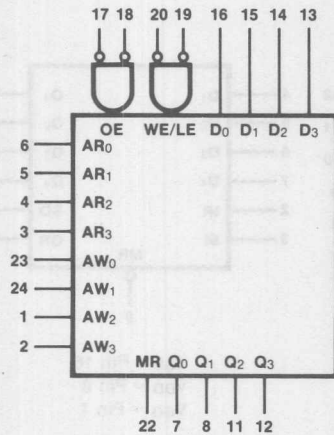 17 18 20 19 16 15 14 13
OE WE/LE D₀ D₁ D₂ D₃
6 AR₀
5 AR₁
4 AR₂
3 AR₃
23 AW₀
24 AW₁
1 AW₂
2 AW₃
MR Q₀ Q₁ Q₂ Q₃
22 7 8 11 12